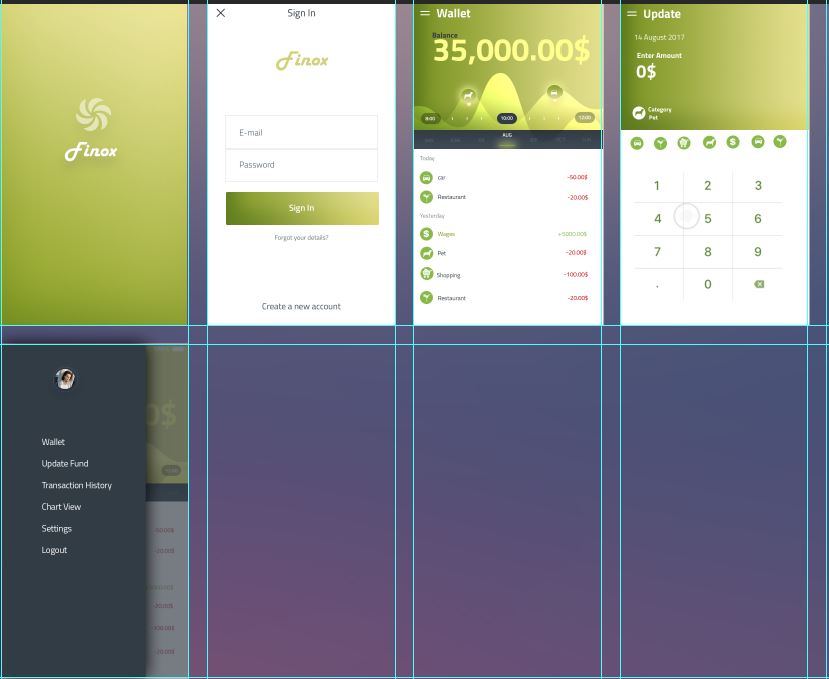 Finox
Sign In
Finox
E-mail
Password
Sign In
Forgot your details?
Create a new account
Wallet
Balance
35,000.00$
8:00
10:00
12:00
AUG
Today
car -50.00$
Restaurant -20.00$
Yesterday
Wages +5000.00$
Pet -20.00$
Shopping -100.00$
Restaurant -20.00$
Update
14 August 2017
Enter Amount
0$
Category
Pet
1 2 3
4 5 6
7 8 9
. 0
Wallet
Update Fund
Transaction History
Chart View
Settings
Logout
0$
-50.00$
-20.00$
-20.00$
-100.00$
-20.00$